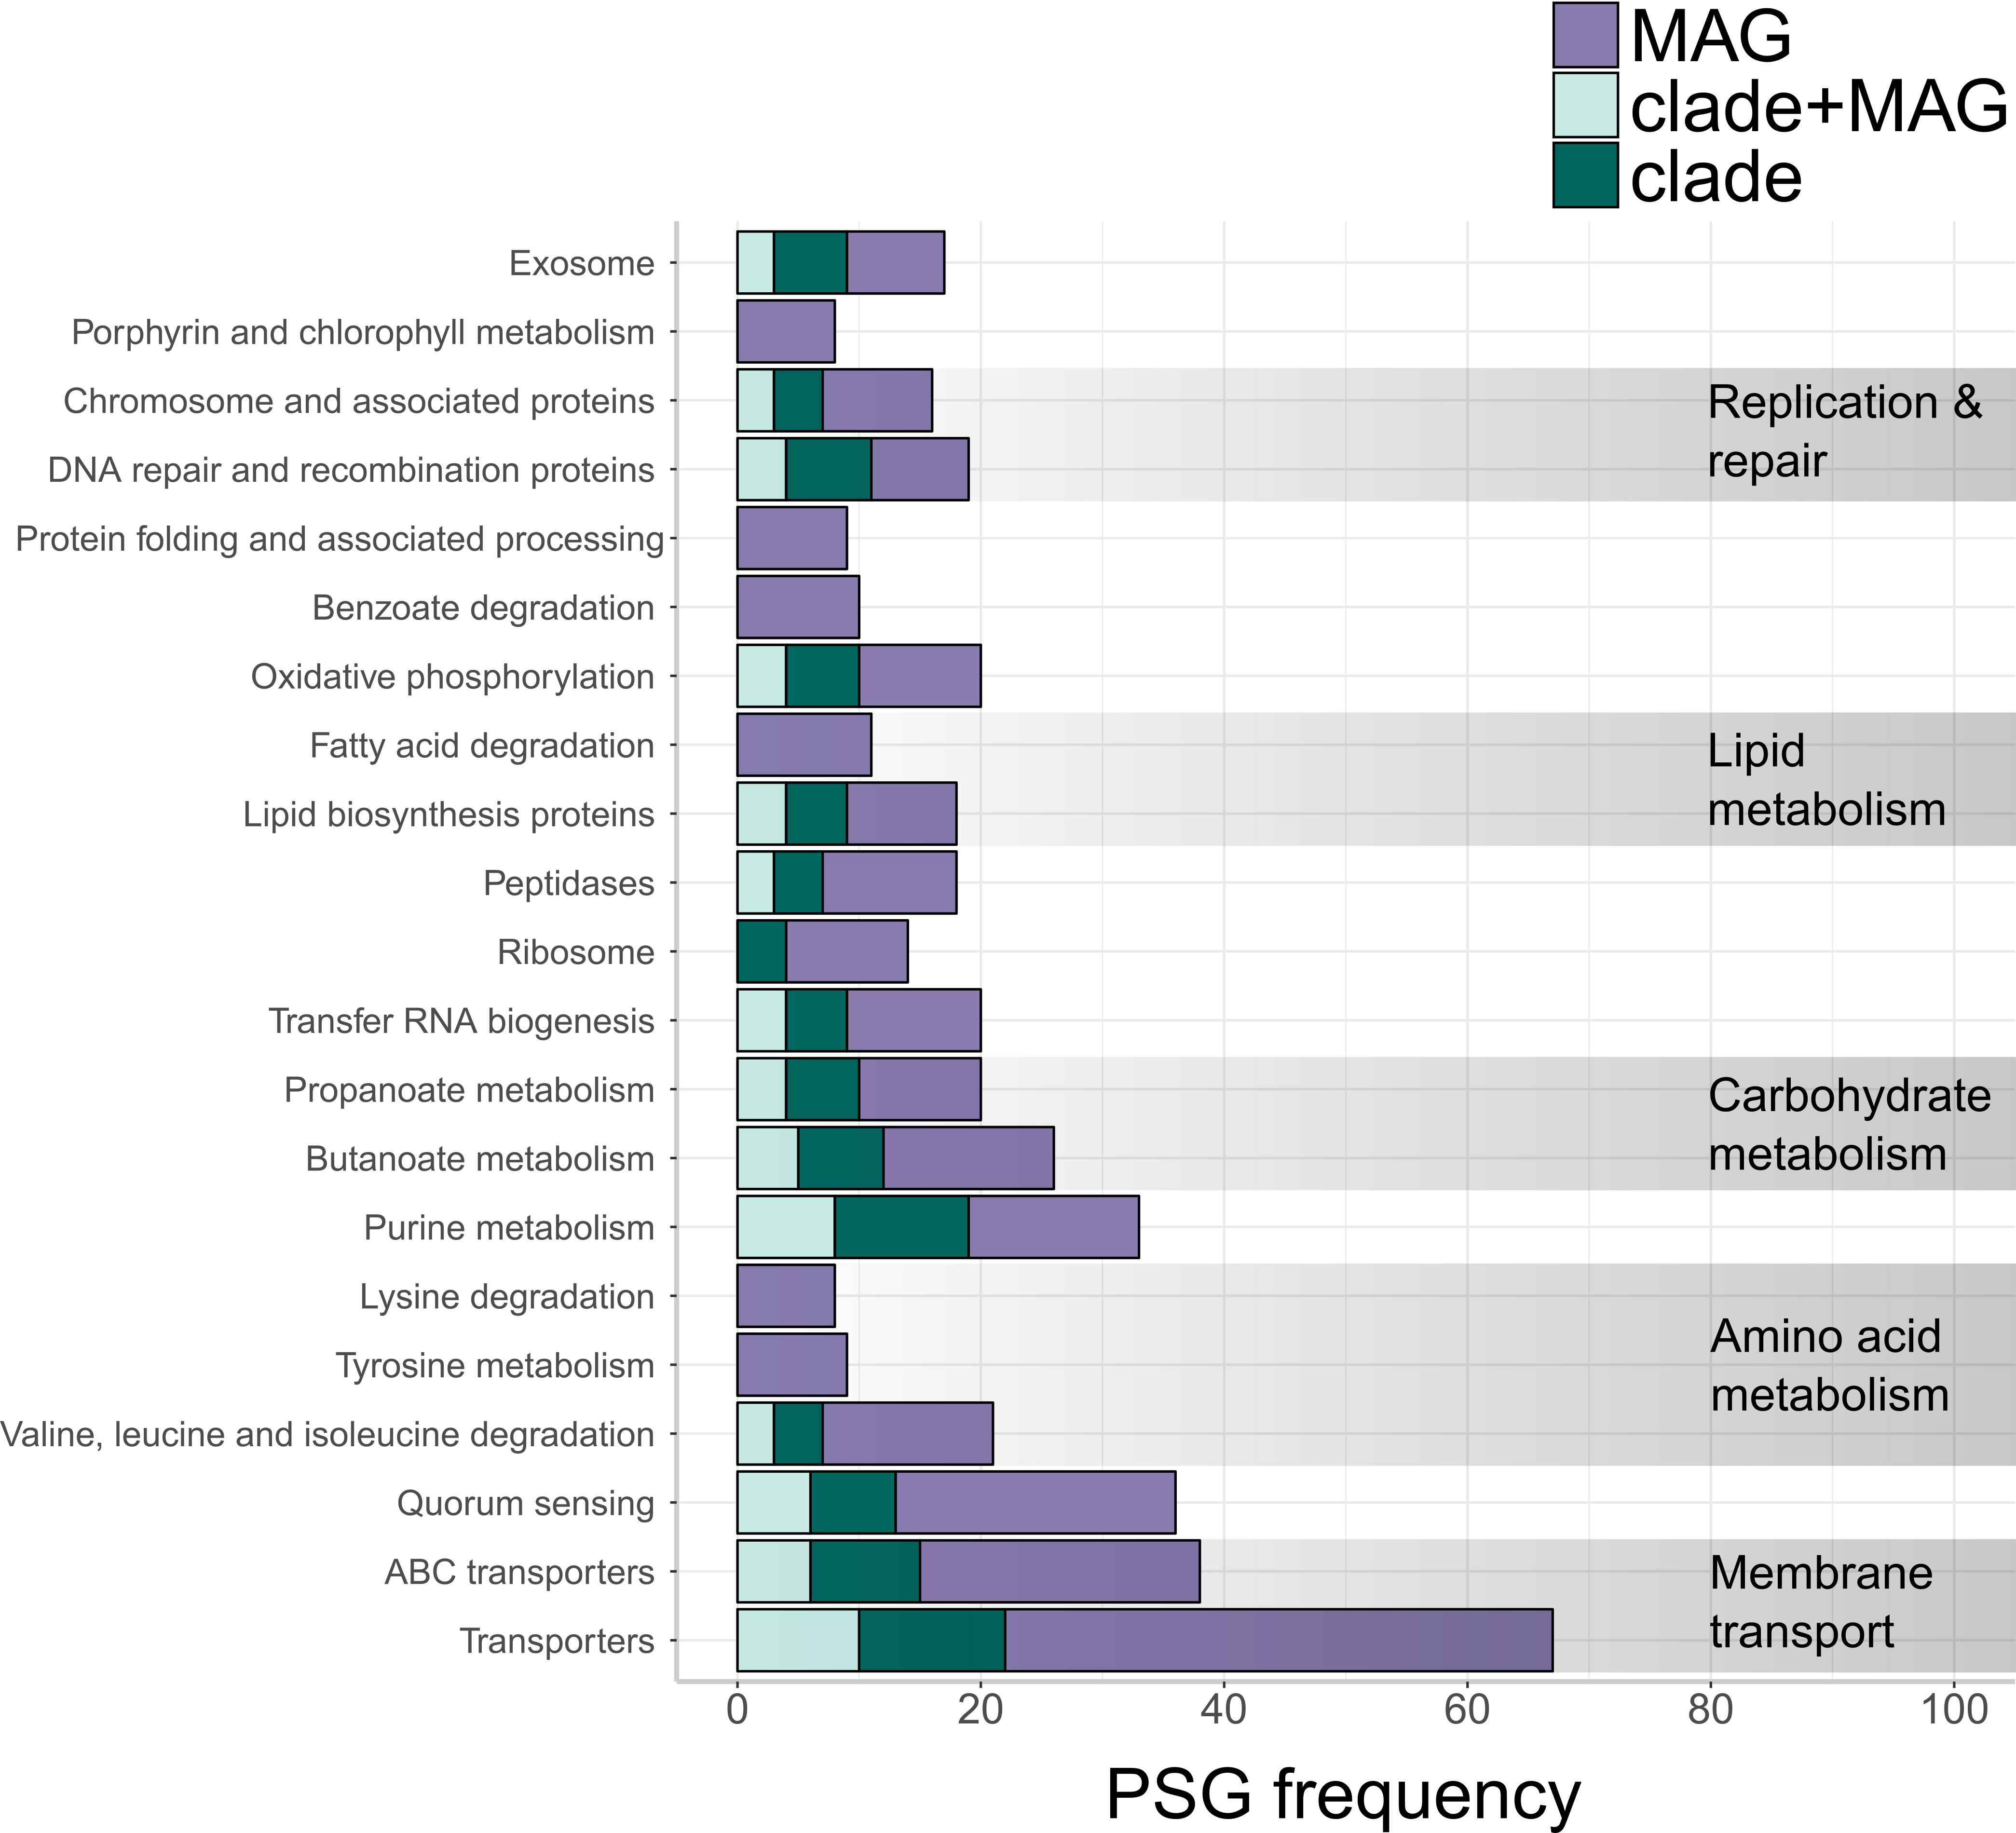 MAG
clade+MAG
clade
Exosome
Porphyrin and chlorophyll metabolism
Chromosome and associated proteins
DNA repair and recombination proteins
Protein folding and associated processing
Benzoate degradation
Oxidative phosphorylation
Fatty acid degradation
Lipid biosynthesis proteins
Peptidases
Ribosome
Transfer RNA biogenesis
Propanoate metabolism
Butanoate metabolism
Purine metabolism
Lysine degradation
Tyrosine metabolism
Valine, leucine and isoleucine degradation
Quorum sensing
ABC transporters
Transporters
Replication &
repair
Lipid
metabolism
Carbohydrate
metabolism
Amino acid
metabolism
Membrane
transport
0 20 40 60 80 100
PSG frequency